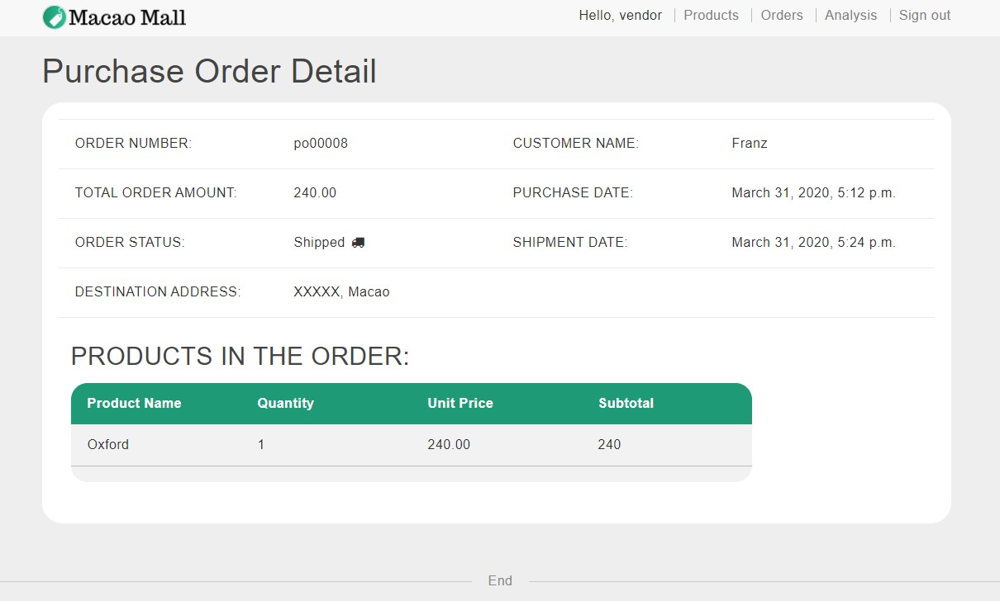 Macao Mall
Hello, vendor Products Orders Analysis Sign out
Purchase Order Detail
ORDER NUMBER: po00008 CUSTOMER NAME: Franz
TOTAL ORDER AMOUNT: 240.00 PURCHASE DATE: March 31, 2020, 5:12 p.m.
ORDER STATUS: Shipped SHIPMENT DATE: March 31, 2020, 5:24 p.m.
DESTINATION ADDRESS: XXXXX, Macao
PRODUCTS IN THE ORDER:
Product Name Quantity Unit Price Subtotal
Oxford 1 240.00 240
End